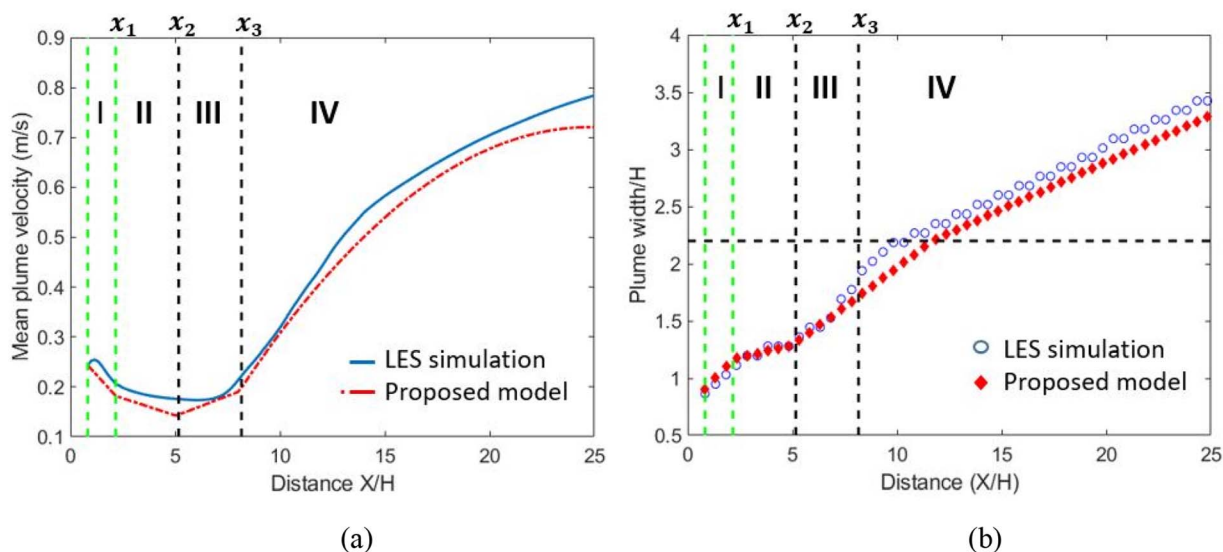 x₁ x₂ x₃
0.9
0.8
0.7
0.6
0.5
0.4
0.3
0.2
0.1
Mean plume velocity (m/s)
I II III IV
LES simulation
Proposed model
0 5 10 15 20 25
Distance X/H
(a)
x₁ x₂ x₃
4
3.5
3
2.5
2
1.5
1
0.5
Plume width/H
I II III IV
LES simulation
Proposed model
0 5 10 15 20 25
Distance (X/H)
(b)